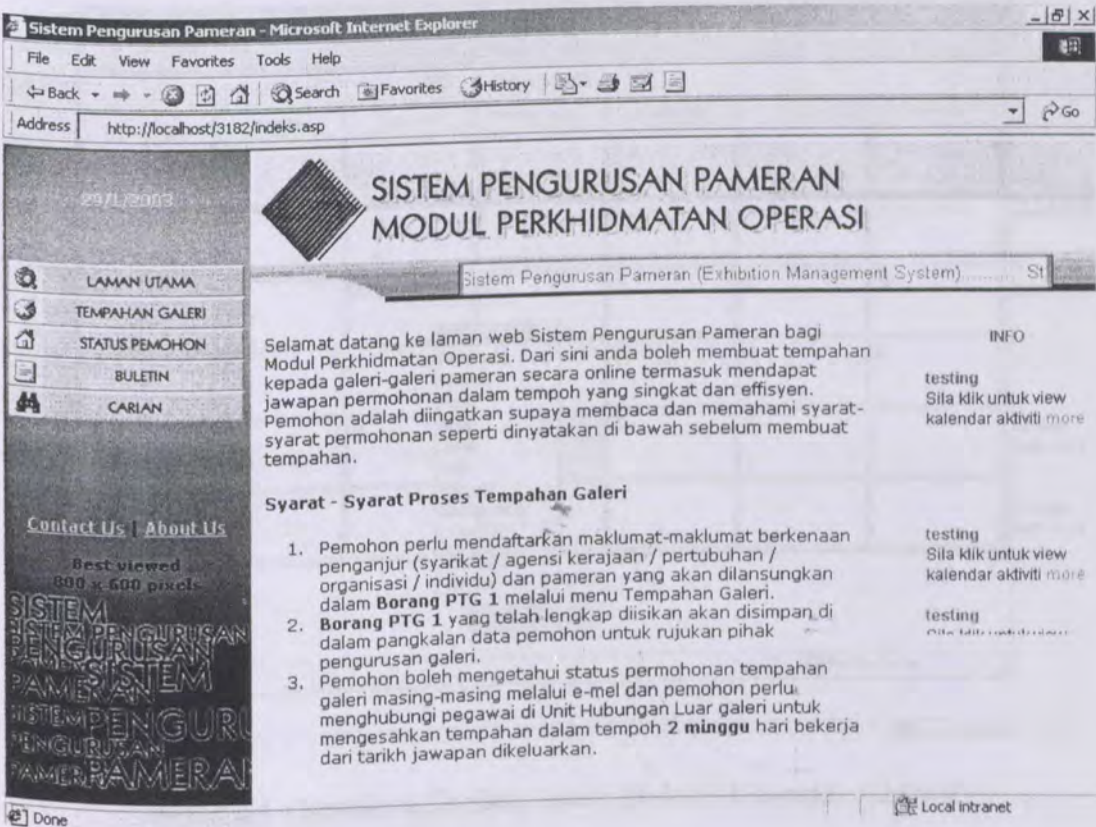 Sistem Pengurusan Pameran - Microsoft Internet Explorer
File Edit View Favorites Tools Help
Back Search Favorites History
Address http://localhost/3182/indeks.asp Go
29/1/2003
SISTEM PENGURUSAN PAMERAN
MODUL PERKHIDMATAN OPERASI
Sistem Pengurusan Pameran (Exhibition Management System).......... St
LAMAN UTAMA
TEMPAHAN GALERI
STATUS PEMOHON
BULETIN
CARIAN
Contact Us | About Us
Best viewed
800 x 600 pixels
SISTEM
SISTEM PENGURUSAN
PENGURUSAN
SISTEM
PAMERAN
SISTEM PENGURU
PENGURUSAN
PAMERAN
Selamat datang ke laman web Sistem Pengurusan Pameran bagi
Modul Perkhidmatan Operasi. Dari sini anda boleh membuat tempahan
kepada galeri-galeri pameran secara online termasuk mendapat
jawapan permohonan dalam tempoh yang singkat dan effisyen.
Pemohon adalah diingatkan supaya membaca dan memahami syarat-
syarat permohonan seperti dinyatakan di bawah sebelum membuat
tempahan.
Syarat - Syarat Proses Tempahan Galeri
1. Pemohon perlu mendaftarkan maklumat-maklumat berkenaan
penganjur (syarikat / agensi kerajaan / pertubuhan /
organisasi / individu) dan pameran yang akan dilansungkan
dalam Borang PTG 1 melalui menu Tempahan Galeri.
2. Borang PTG 1 yang telah lengkap diisikan akan disimpan di
dalam pangkalan data pemohon untuk rujukan pihak
pengurusan galeri.
3. Pemohon boleh mengetahui status permohonan tempahan
galeri masing-masing melalui e-mel dan pemohon perlu
menghubungi pegawai di Unit Hubungan Luar galeri untuk
mengesahkan tempahan dalam tempoh 2 minggu hari bekerja
dari tarikh jawapan dikeluarkan.
INFO
testing
Sila klik untuk view
kalendar aktiviti more
testing
Sila klik untuk view
kalendar aktiviti more
testing
Done
Local intranet